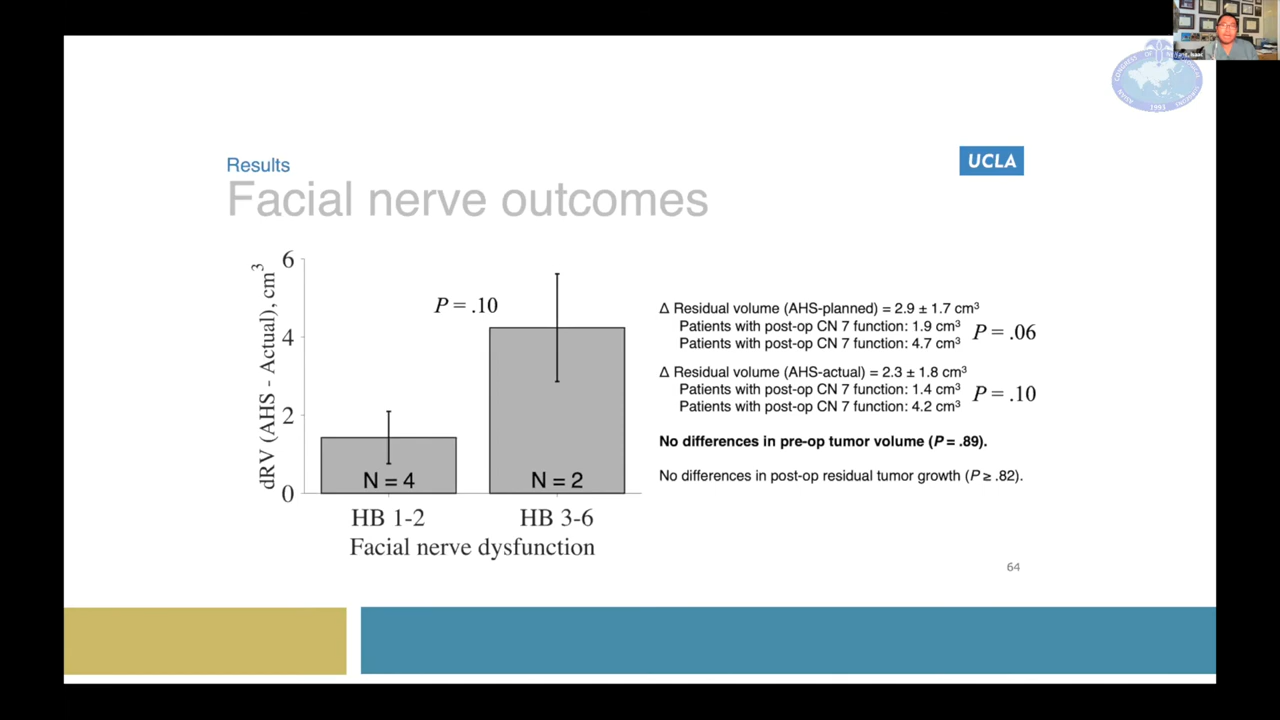 Results
UCLA
Facial nerve outcomes
dRV (AHS - Actual), cm³
6
4
2
0
P = .10
N = 4
N = 2
HB 1-2
HB 3-6
Facial nerve dysfunction
Δ Residual volume (AHS-planned) = 2.9 ± 1.7 cm³
Patients with post-op CN 7 function: 1.9 cm³
Patients with post-op CN 7 function: 4.7 cm³
P = .06
Δ Residual volume (AHS-actual) = 2.3 ± 1.8 cm³
Patients with post-op CN 7 function: 1.4 cm³
Patients with post-op CN 7 function: 4.2 cm³
P = .10
No differences in pre-op tumor volume (P = .89).
No differences in post-op residual tumor growth (P ≥ .82).
64
ASIAN CONGRESS OF
1995